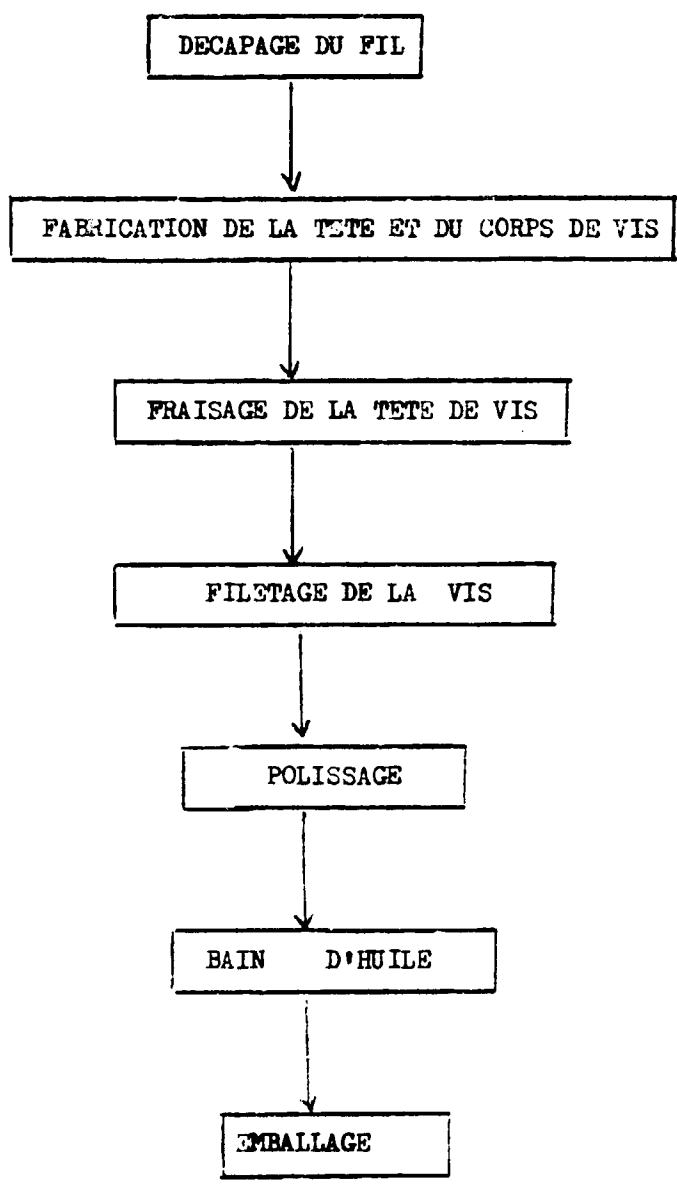 DECAPAGE DU FIL
FABRICATION DE LA TETE ET DU CORPS DE VIS
FRAISAGE DE LA TETE DE VIS
FILETAGE DE LA VIS
POLISSAGE
BAIN D'HUILE
EMBALLAGE